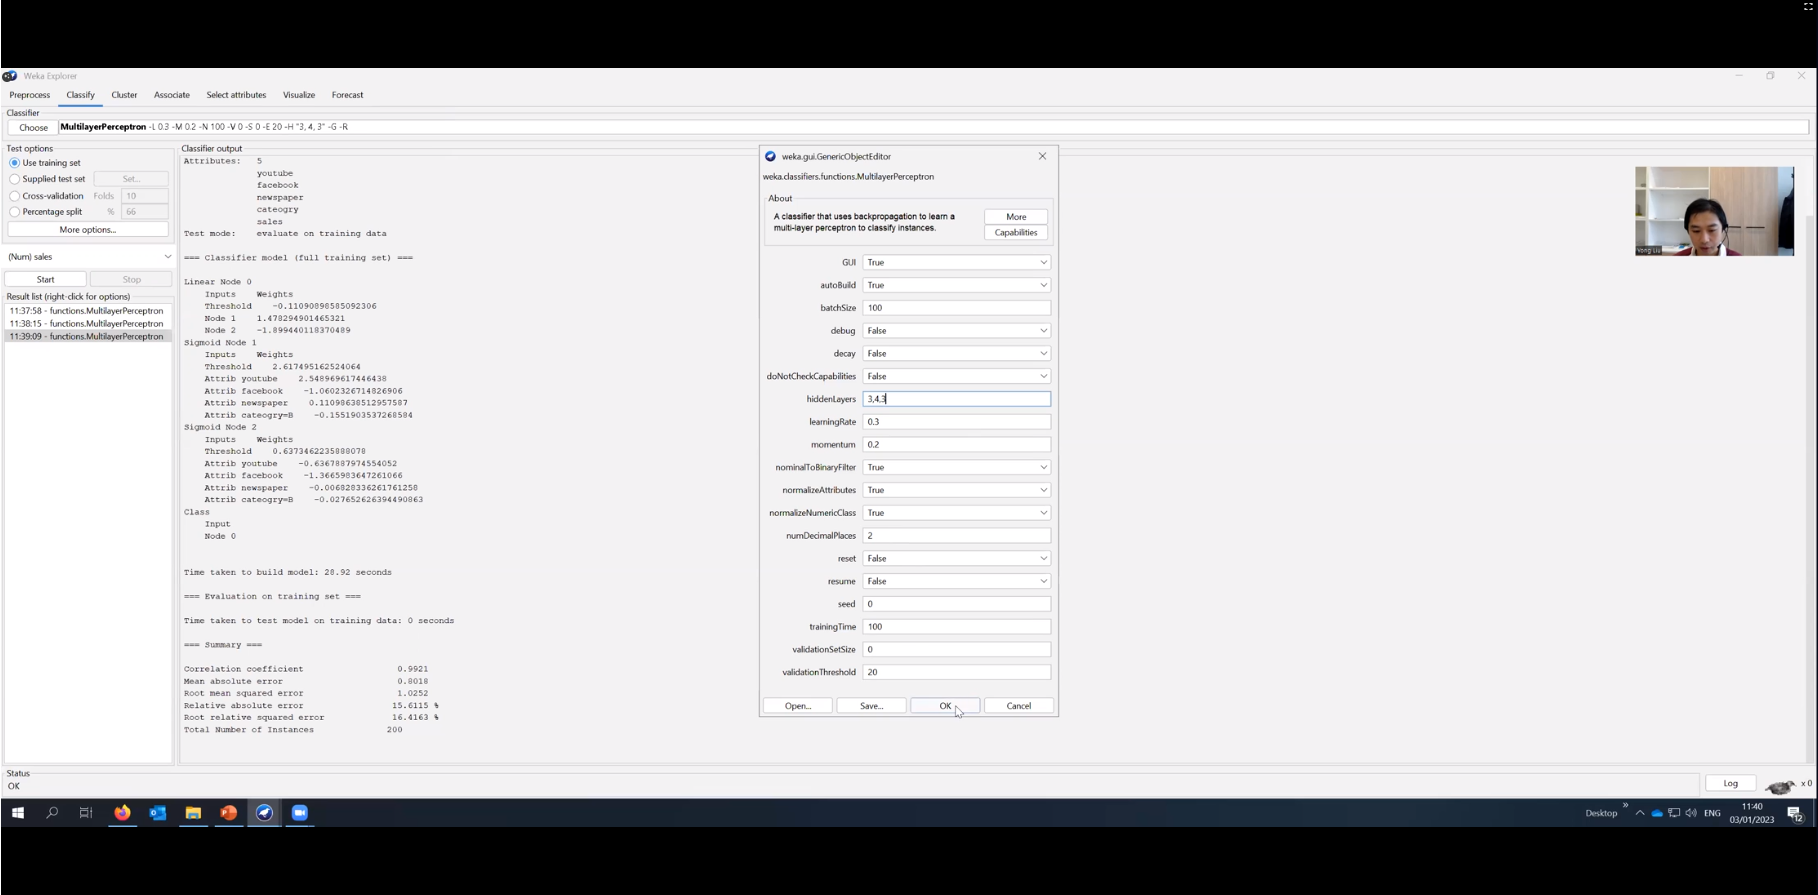 Weka Explorer
Preprocess Classify Cluster Associate Select attributes Visualize Forecast
Classifier
Choose MultilayerPerceptron -L 0.3 -M 0.2 -N 100 -V 0 -S 0 -E 20 -H "3, 4, 3" -G -R
Test options
Use training set
Supplied test set Set...
Cross-validation Folds 10
Percentage split % 66
More options...
(Num) sales
Start Stop
Result list (right-click for options)
11:37:58 - functions.MultilayerPerceptron
11:38:15 - functions.MultilayerPerceptron
11:39:09 - functions.MultilayerPerceptron
Classifier output
Attributes: 5
youtube
facebook
newspaper
cateogry
sales
Test mode: evaluate on training data
=== Classifier model (full training set) ===
Linear Node 0
Inputs Weights
Threshold -0.11090898585092306
Node 1 1.478294901465321
Node 2 -1.899440118370489
Sigmoid Node 1
Inputs Weights
Threshold 2.617495162524064
Attrib youtube 2.548969617446438
Attrib facebook -1.0602326714826906
Attrib newspaper 0.11098638512957587
Attrib cateogry=B -0.1551903537268584
Sigmoid Node 2
Inputs Weights
Threshold 0.6373462235888078
Attrib youtube -0.6367887974554052
Attrib facebook -1.3665983647261066
Attrib newspaper -0.006828336261761258
Attrib cateogry=B -0.027652626394490863
Class
Input
Node 0
Time taken to build model: 28.92 seconds
=== Evaluation on training set ===
Time taken to test model on training data: 0 seconds
=== Summary ===
Correlation coefficient 0.9921
Mean absolute error 0.8018
Root mean squared error 1.0252
Relative absolute error 15.6115 %
Root relative squared error 16.4163 %
Total Number of Instances 200
weka.gui.GenericObjectEditor
weka.classifiers.functions.MultilayerPerceptron
About
A classifier that uses backpropagation to learn a
multi-layer perceptron to classify instances.
More
Capabilities
GUI True
autoBuild True
batchSize 100
debug False
decay False
doNotCheckCapabilities False
hiddenLayers 3,4,3
learningRate 0.3
momentum 0.2
nominalToBinaryFilter True
normalizeAttributes True
normalizeNumericClass True
numDecimalPlaces 2
reset False
resume False
seed 0
trainingTime 100
validationSetSize 0
validationThreshold 20
Open... Save... OK Cancel
Yong Liu
Status
OK
Log x 0
Desktop ENG 11:40
03/01/2023
12